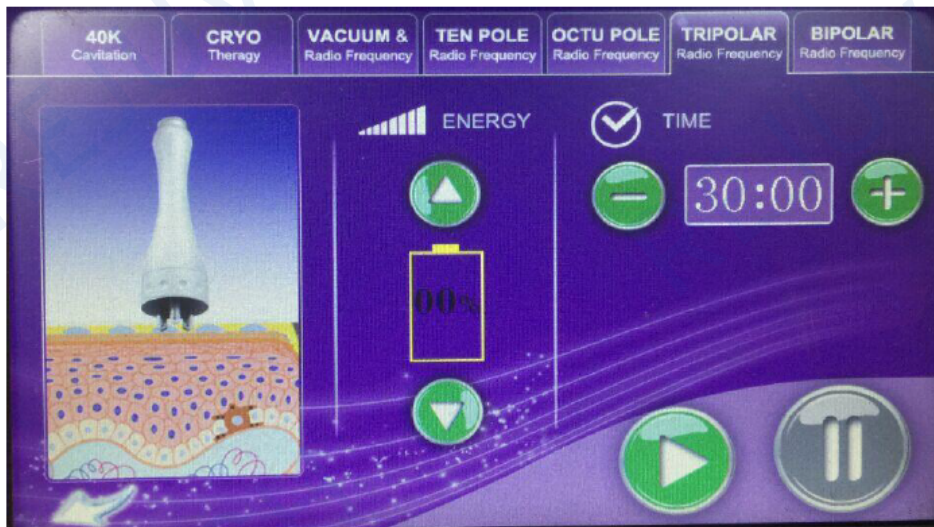 40K
Cavitation
CRYO
Theragy
VACUUM &
Radio Frequency
TEN POLE
Radio Frequency
OCTU POLE
Radio Frequency
TRIPOLAR
Radio Frequency
BIPOLAR
Radio Frequency
ENERGY
TIME
30:00
00%